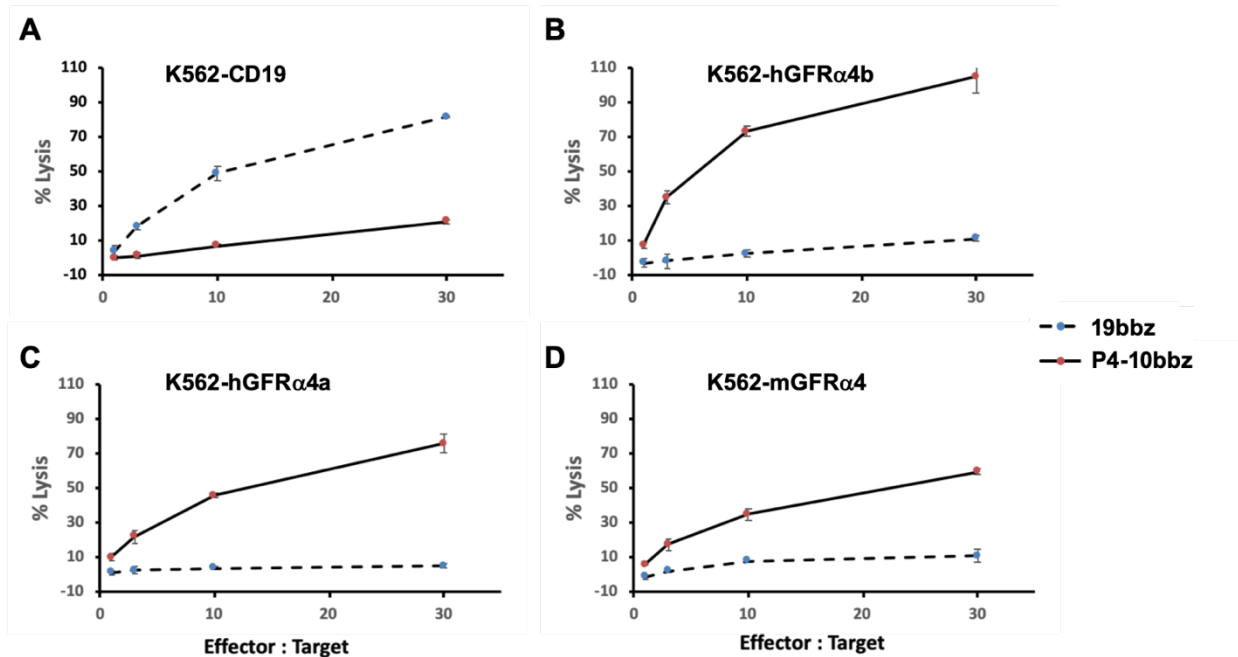 A
K562-CD19
110
90
70
50
30
10
-10
% Lysis
0 10 20 30
B
K562-hGFRα4b
110
90
70
50
30
10
-10
% Lysis
0 10 20 30
19bbz
P4-10bbz
C
K562-hGFRα4a
110
90
70
50
30
10
-10
% Lysis
0 10 20 30
Effector : Target
D
K562-mGFRα4
110
90
70
50
30
10
-10
% Lysis
0 10 20 30
Effector : Target